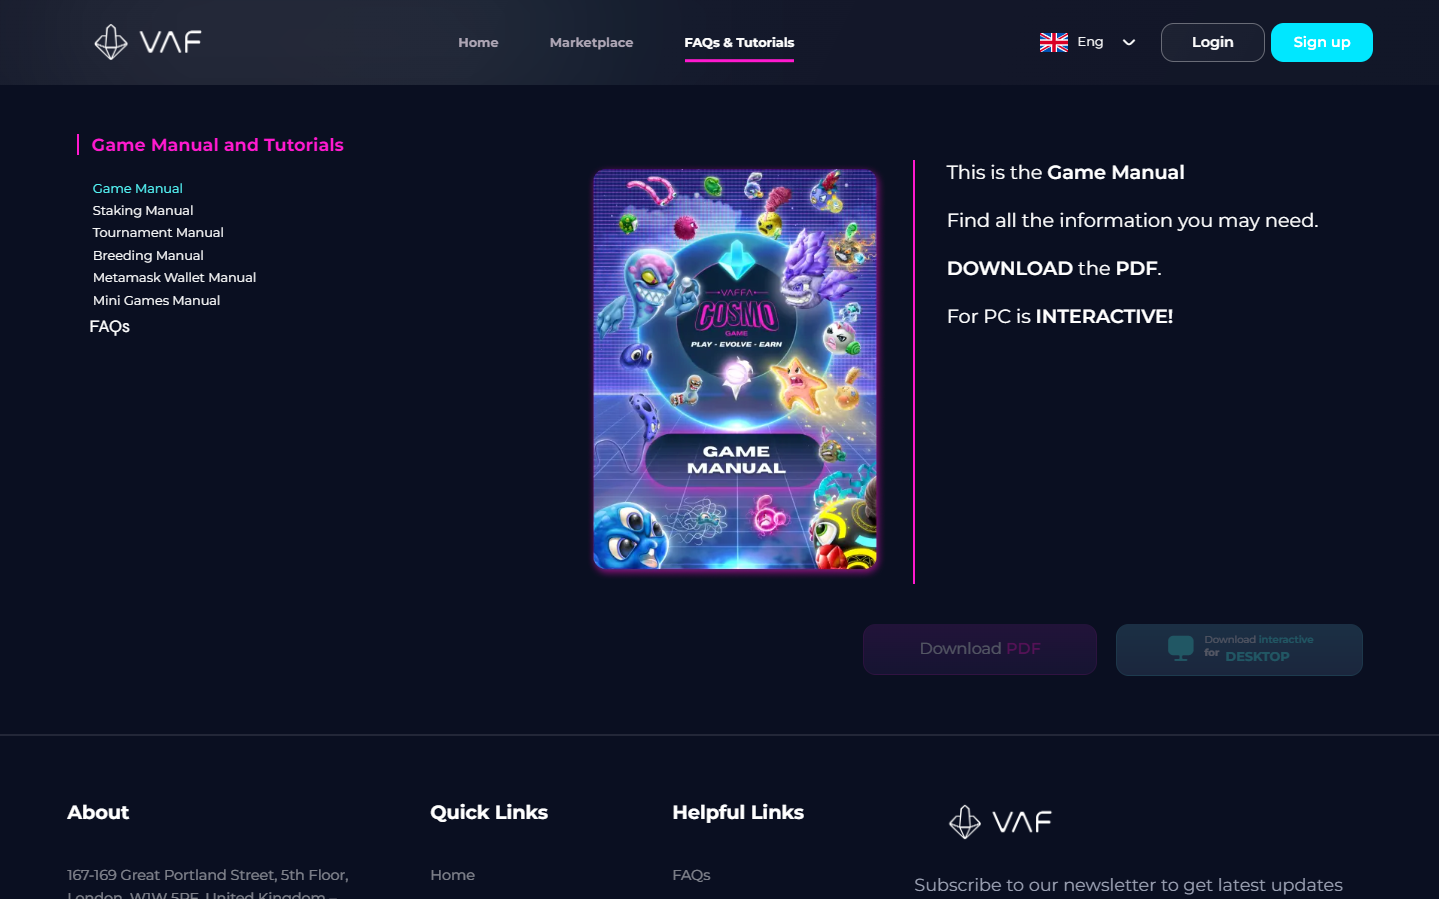 VAF
Home
Marketplace
FAQs & Tutorials
Eng
Login
Sign up
Game Manual and Tutorials
Game Manual
Staking Manual
Tournament Manual
Breeding Manual
Metamask Wallet Manual
Mini Games Manual
FAQs
VAFFA
COSMO
GAME
PLAY - EVOLVE - EARN
GAME
MANUAL
This is the Game Manual
Find all the information you may need.
DOWNLOAD the PDF.
For PC is INTERACTIVE!
Download PDF
Download interactive
for DESKTOP
About
167-169 Great Portland Street, 5th Floor,
London, W1W 5PF, United Kingdom –
Quick Links
Home
Helpful Links
FAQs
VAF
Subscribe to our newsletter to get latest updates